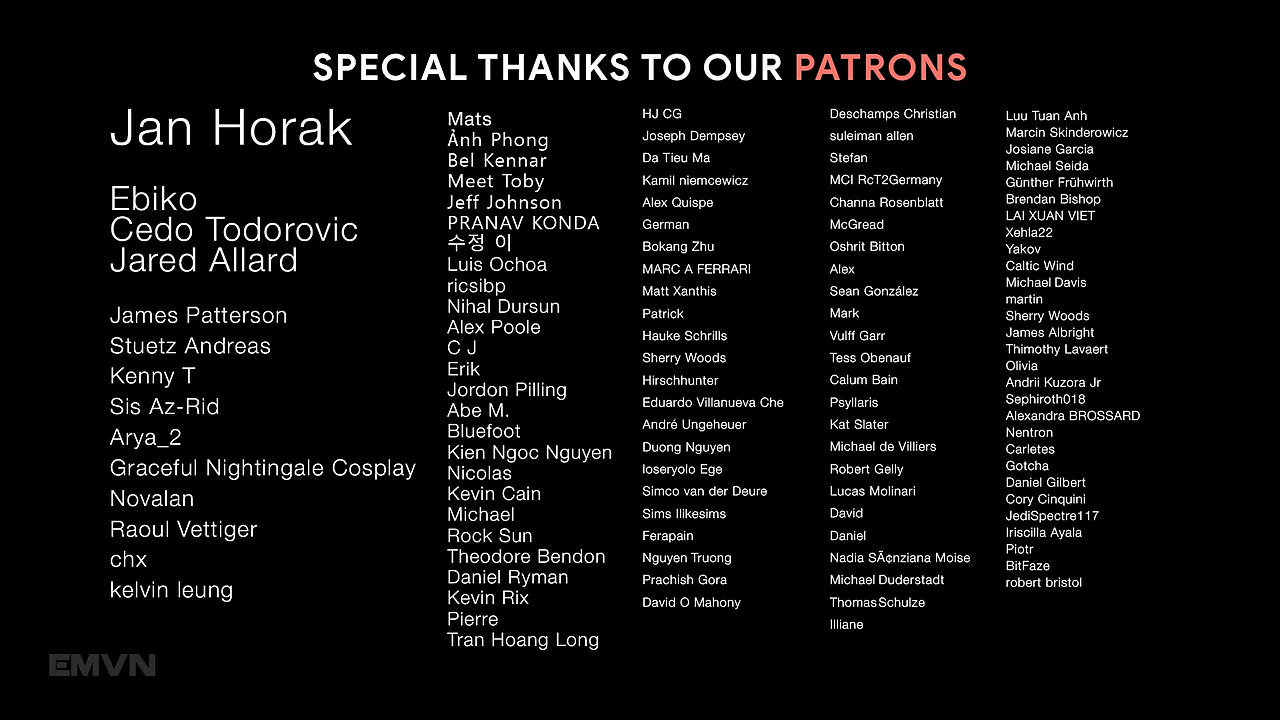 SPECIAL THANKS TO OUR PATRONS
Jan Horak
Ebiko
Cedo Todorovic
Jared Allard
James Patterson
Stuetz Andreas
Kenny T
Sis Az-Rid
Arya_2
Graceful Nightingale Cosplay
Novalan
Raoul Vettiger
chx
kelvin leung
Mats
Ảnh Phong
Bel Kennar
Meet Toby
Jeff Johnson
PRANAV KONDA
수정 이
Luis Ochoa
ricsibp
Nihal Dursun
Alex Poole
C J
Erik
Jordon Pilling
Abe M.
Bluefoot
Kien Ngoc Nguyen
Nicolas
Kevin Cain
Michael
Rock Sun
Theodore Bendon
Daniel Ryman
Kevin Rix
Pierre
Tran Hoang Long
HJ CG
Joseph Dempsey
Da Tieu Ma
Kamil niemcewicz
Alex Quispe
German
Bokang Zhu
MARC A FERRARI
Matt Xanthis
Patrick
Hauke Schrills
Sherry Woods
Hirschhunter
Eduardo Villanueva Che
André Ungeheuer
Duong Nguyen
loseryolo Ege
Simco van der Deure
Sims Ilikesims
Ferapain
Nguyen Truong
Prachish Gora
David O Mahony
Deschamps Christian
suleiman allen
Stefan
MCI RcT2Germany
Channa Rosenblatt
McGread
Oshrit Bitton
Alex
Sean González
Mark
Vulff Garr
Tess Obenauf
Calum Bain
Psyllaris
Kat Slater
Michael de Villiers
Robert Gelly
Lucas Molinari
David
Daniel
Nadia SÃ¢nziana Moise
Michael Duderstadt
Thomas Schulze
Illiane
Luu Tuan Anh
Marcin Skinderowicz
Josiane Garcia
Michael Seida
Günther Frühwirth
Brendan Bishop
LAI XUAN VIET
Xehla22
Yakov
Caltic Wind
Michael Davis
martin
Sherry Woods
James Albright
Thimothy Lavaert
Olivia
Andrii Kuzora Jr
Sephiroth018
Alexandra BROSSARD
Nentron
Carletes
Gotcha
Daniel Gilbert
Cory Cinquini
JediSpectre117
Iriscilla Ayala
Piotr
BitFaze
robert bristol
EMVN